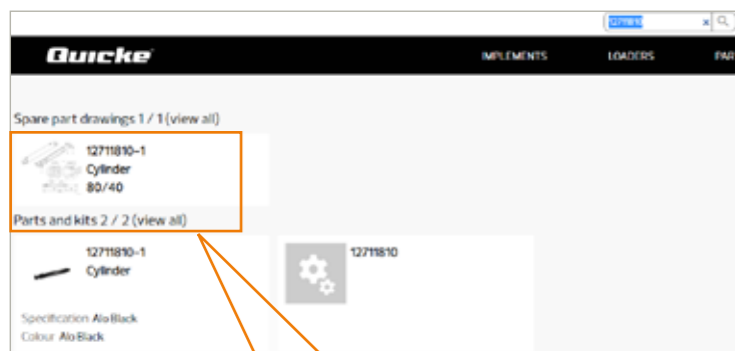 12711810
x
Quicke
IMPLEMENTS
LOADERS
PAR
Spare part drawings 1 / 1 (view all)
12711810-1
Cylinder
80/40
Parts and kits 2 / 2 (view all)
12711810-1
Cylinder
12711810
Specification Alo Black
Colour Alo Black